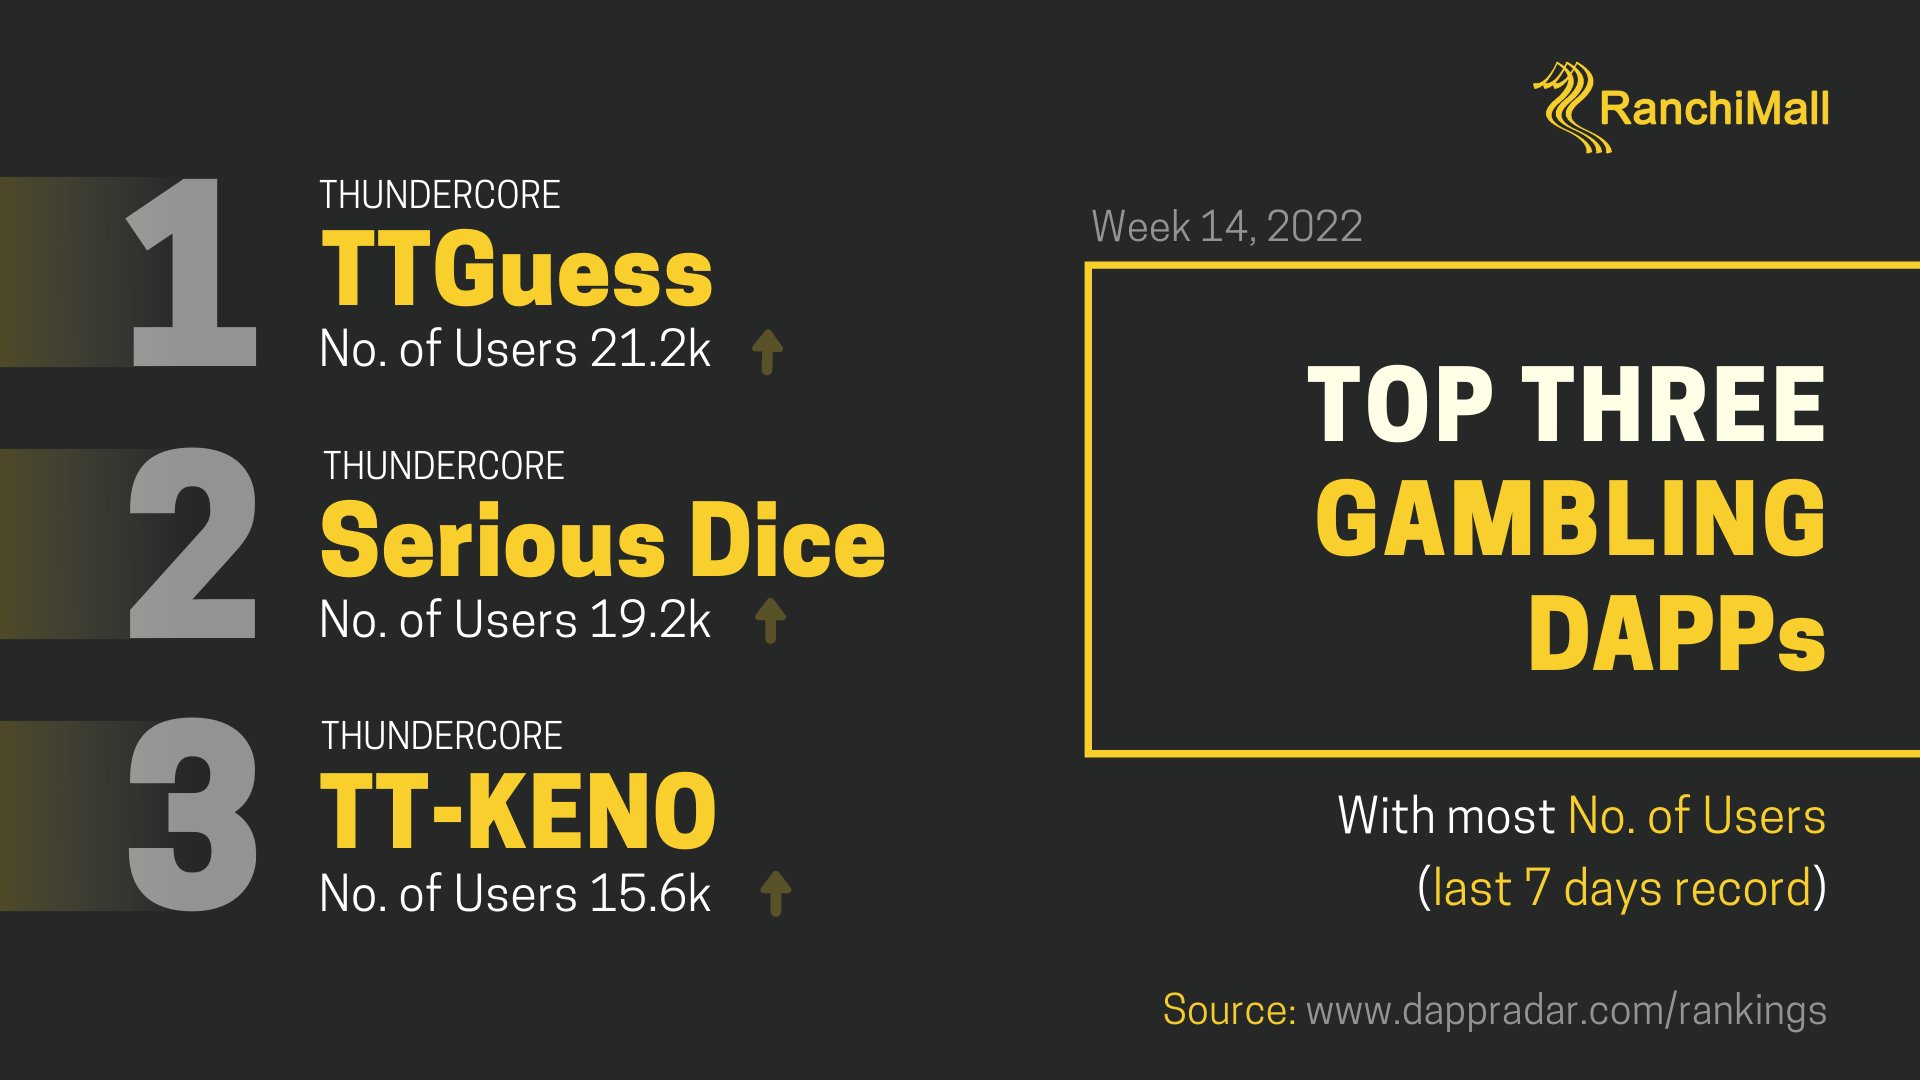 RanchiMall
1
THUNDERCORE
TTGuess
No. of Users 21.2k
2
THUNDERCORE
Serious Dice
No. of Users 19.2k
3
THUNDERCORE
TT-KENO
No. of Users 15.6k
Week 14, 2022
TOP THREE
GAMBLING
DAPPs
With most No. of Users
(last 7 days record)
Source: www.dappradar.com/rankings